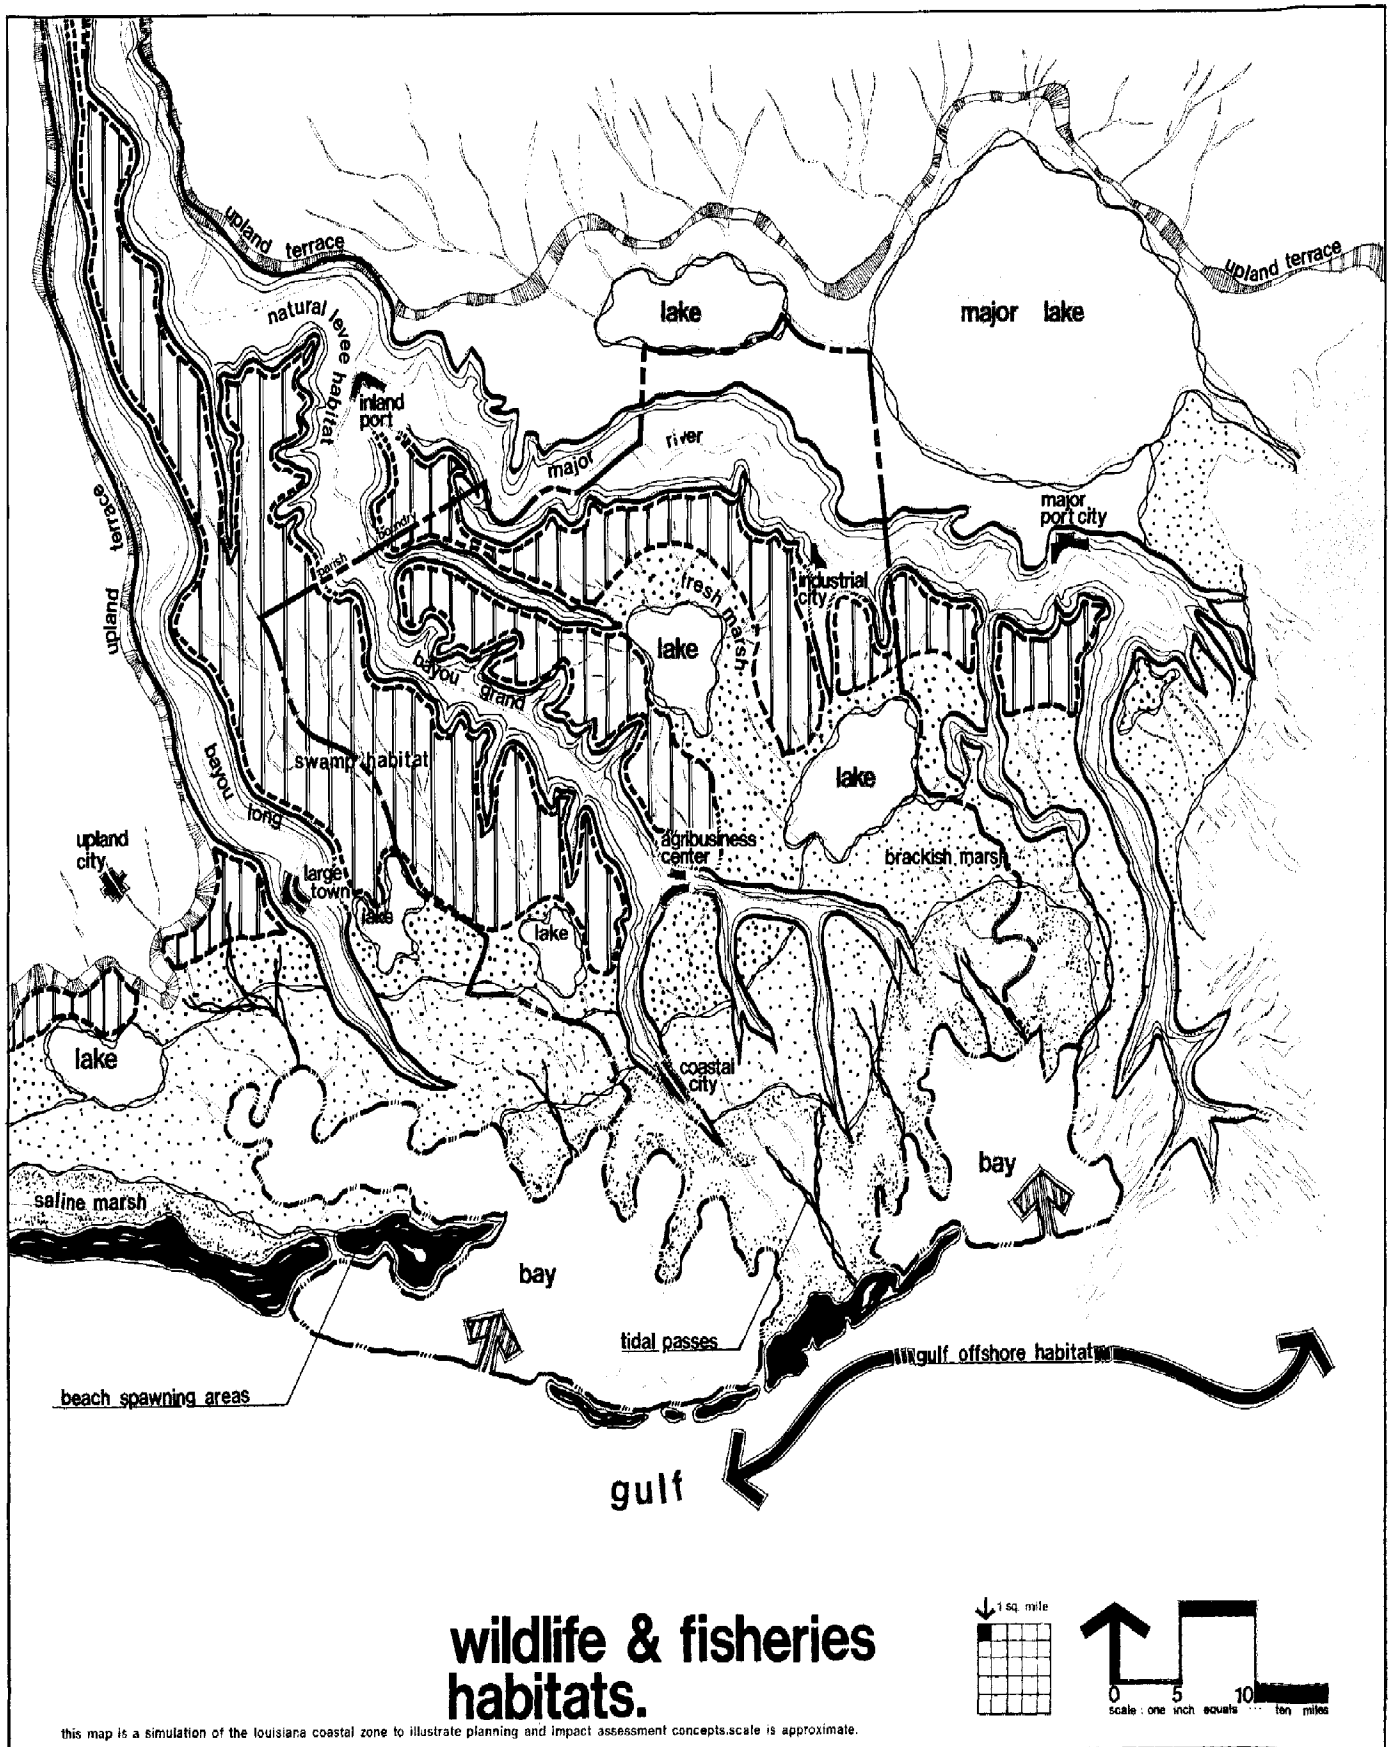 upland terrace
upland terrace
natural levee habitat
lake
major lake
inland
port
major river
major
port city
upland terrace
parish boundry
fresh marsh
industrial
city
lake
bayou grand
swamp habitat
bayou long
lake
upland
city
agribusiness
center
brackish marsh
large
town
lake
lake
lake
coastal
city
bay
saline marsh
bay
tidal passes
gulf offshore habitat
beach spawning areas
gulf
wildlife & fisheries
habitats.
1 sq. mile
0 5 10
scale : one inch equals ... ten miles
this map is a simulation of the louisiana coastal zone to illustrate planning and impact assessment concepts.scale is approximate.